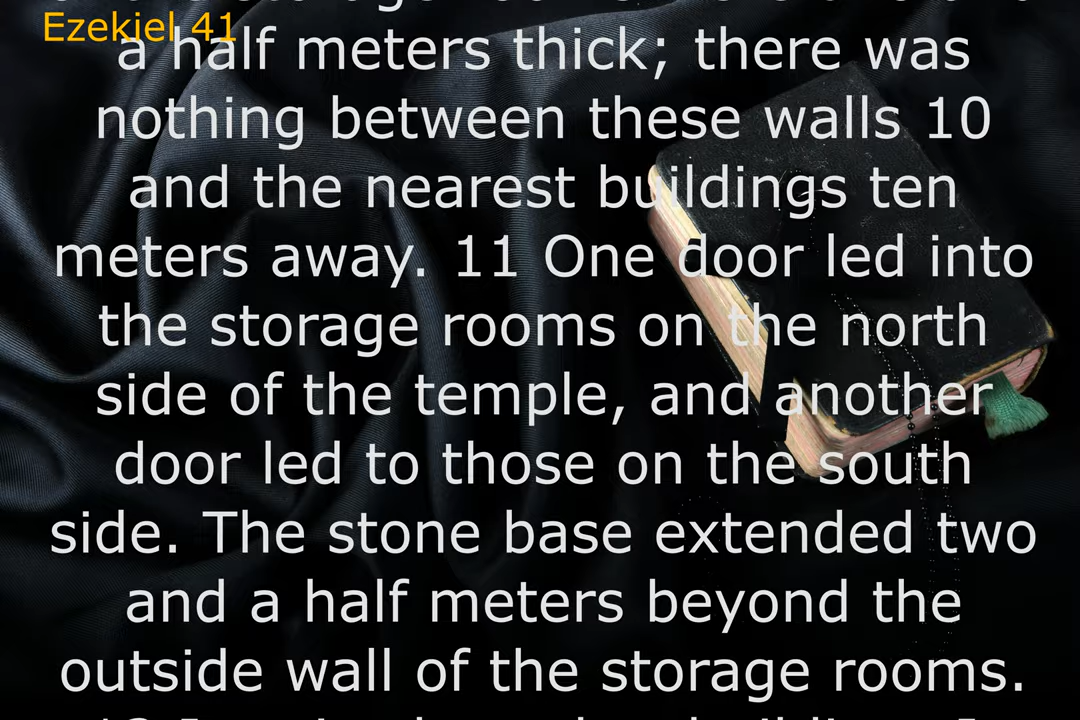 Ezekiel 41
a half meters thick; there was
nothing between these walls 10
and the nearest buildings ten
meters away. 11 One door led into
the storage rooms on the north
side of the temple, and another
door led to those on the south
side. The stone base extended two
and a half meters beyond the
outside wall of the storage rooms.